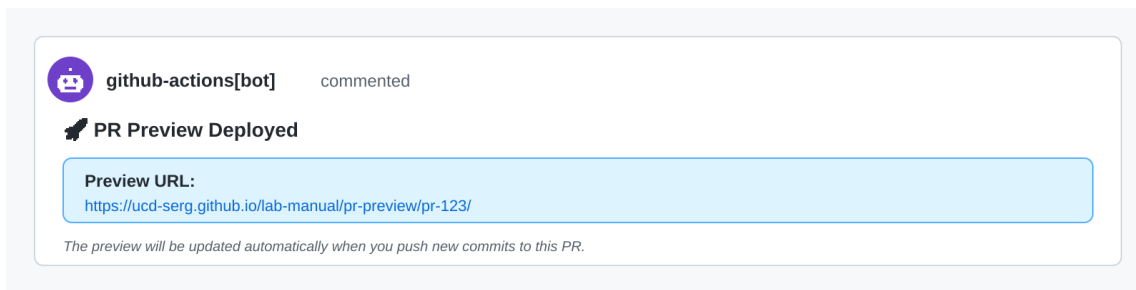 github-actions[bot] commented
🚀 PR Preview Deployed
Preview URL:
https://ucd-serg.github.io/lab-manual/pr-preview/pr-123/
The preview will be updated automatically when you push new commits to this PR.